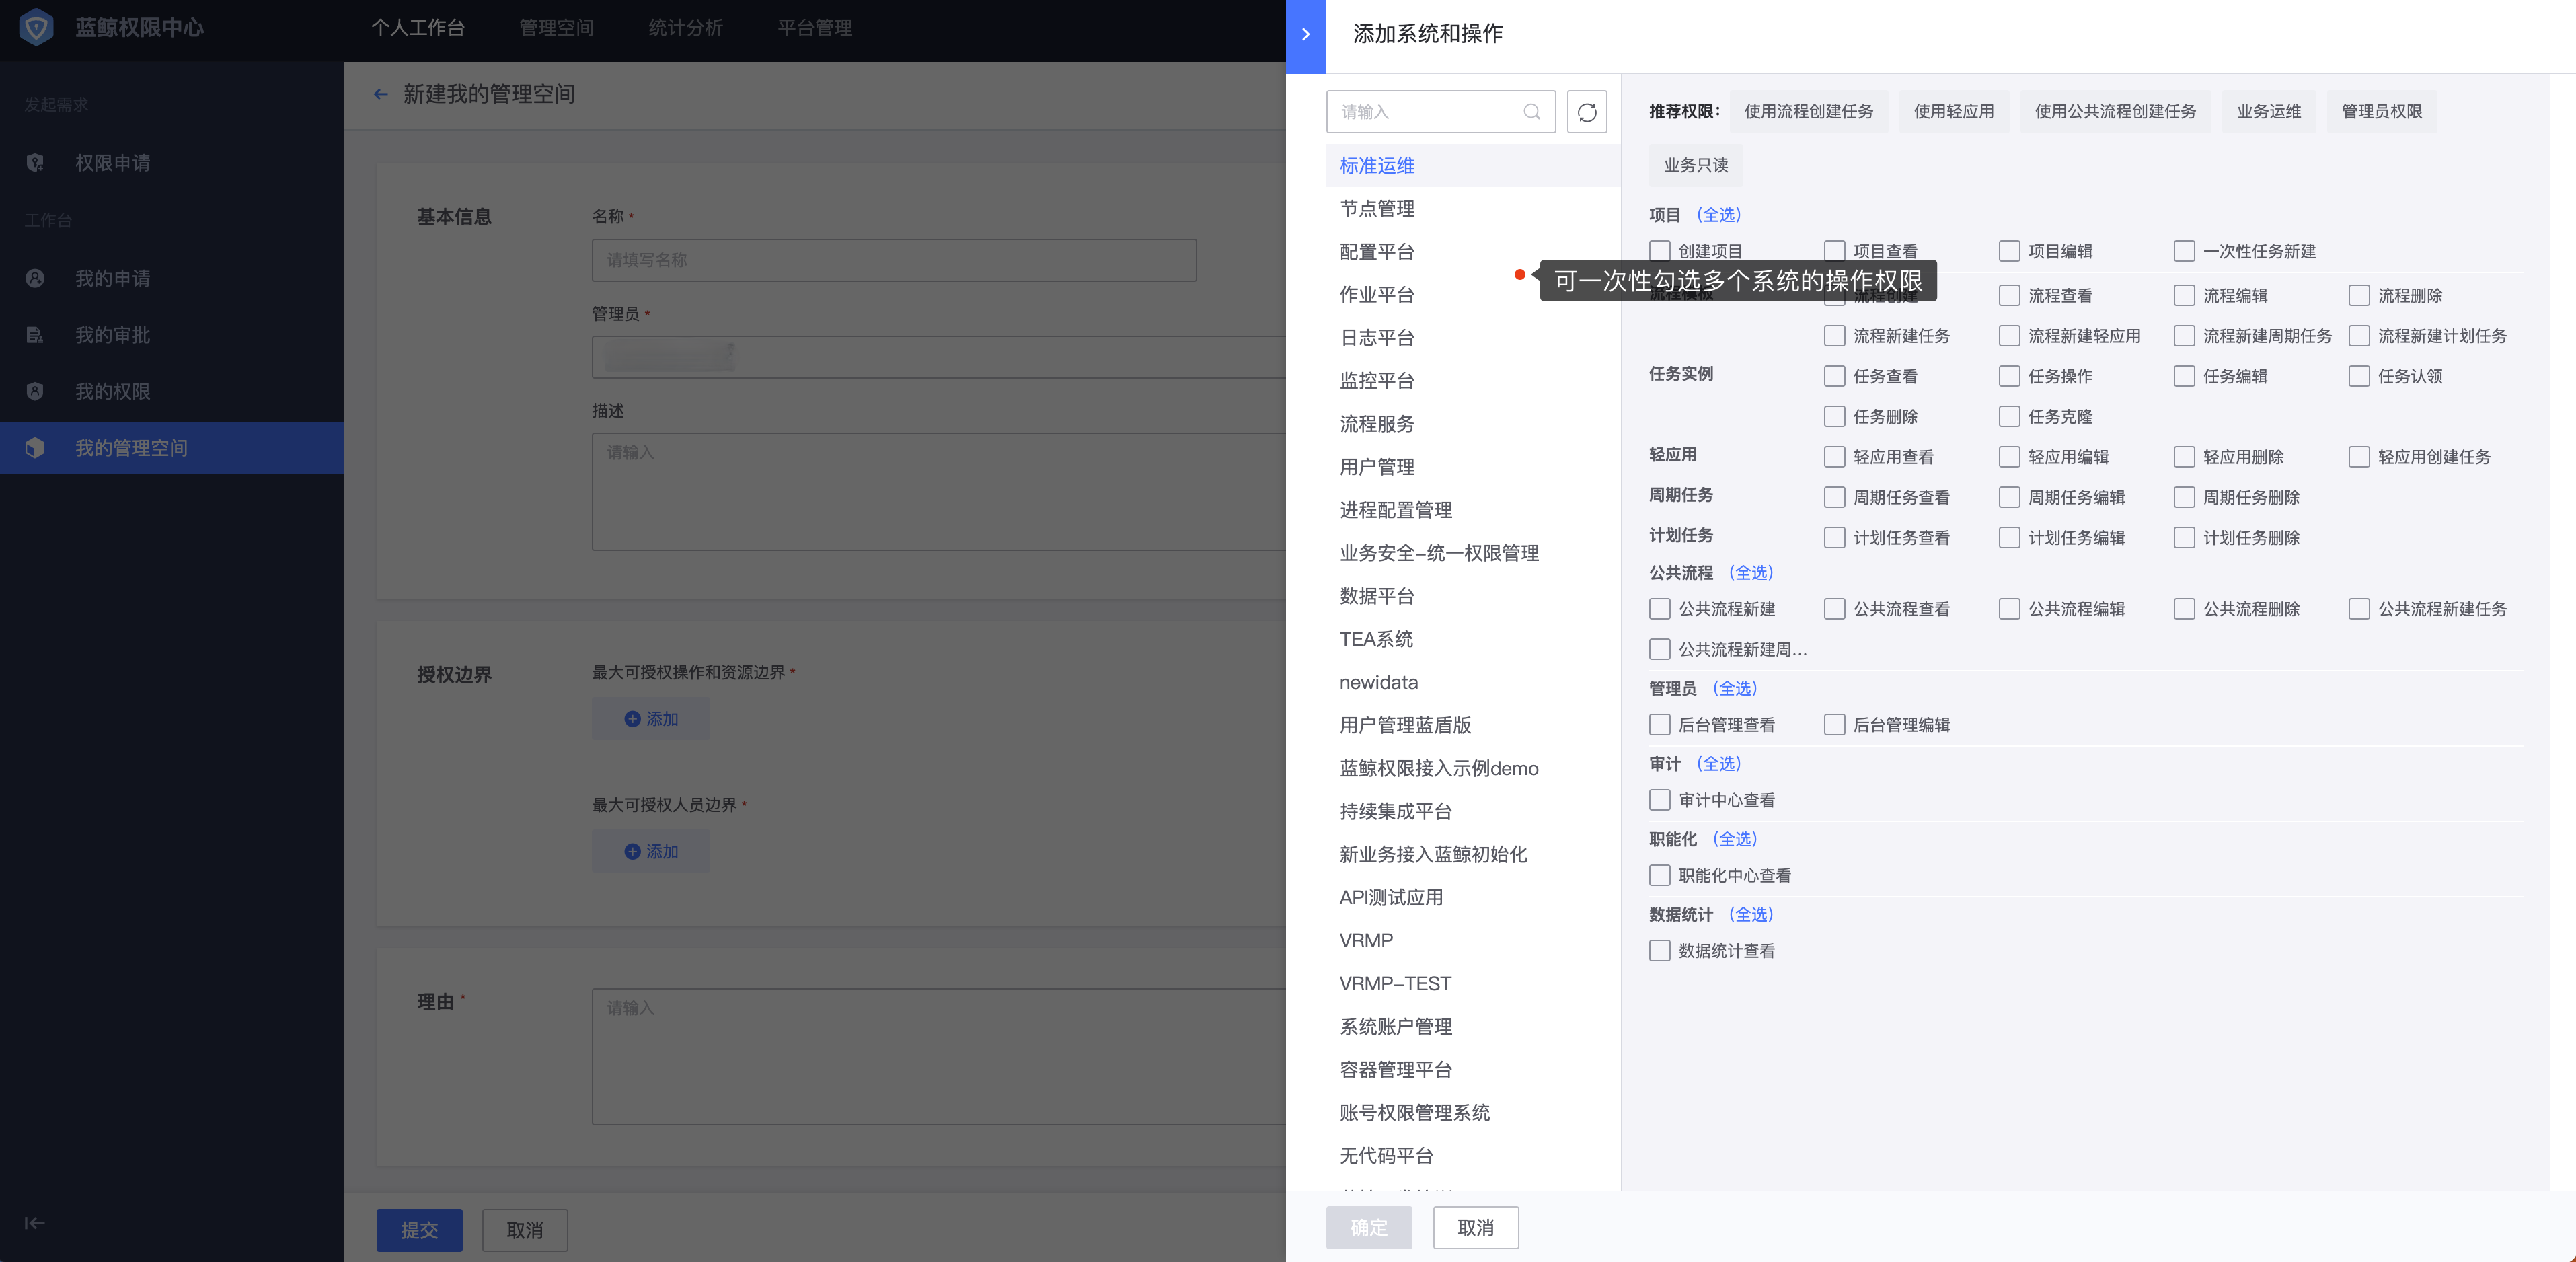 蓝鲸权限中心
个人工作台 管理空间 统计分析 平台管理
发起需求
权限申请
工作台
我的申请
我的审批
我的权限
我的管理空间
新建我的管理空间
基本信息
名称 *
请填写名称
管理员 *
描述
请输入
授权边界
最大可授权操作和资源边界 *
添加
最大可授权人员边界 *
添加
理由 *
请输入
提交 取消
添加系统和操作
请输入
标准运维
节点管理
配置平台
作业平台
日志平台
监控平台
流程服务
用户管理
进程配置管理
业务安全-统一权限管理
数据平台
TEA系统
newidata
用户管理蓝盾版
蓝鲸权限接入示例demo
持续集成平台
新业务接入蓝鲸初始化
API测试应用
VRMP
VRMP-TEST
系统账户管理
容器管理平台
账号权限管理系统
无代码平台
推荐权限： 使用流程创建任务 使用轻应用 使用公共流程创建任务 业务运维 管理员权限
业务只读
项目 （全选）
创建项目 项目查看 项目编辑 一次性任务新建
可一次性勾选多个系统的操作权限
流程模板 流程创建 流程查看 流程编辑 流程删除
流程新建任务 流程新建轻应用 流程新建周期任务 流程新建计划任务
任务实例 任务查看 任务操作 任务编辑 任务认领
任务删除 任务克隆
轻应用 轻应用查看 轻应用编辑 轻应用删除 轻应用创建任务
周期任务 周期任务查看 周期任务编辑 周期任务删除
计划任务 计划任务查看 计划任务编辑 计划任务删除
公共流程 （全选）
公共流程新建 公共流程查看 公共流程编辑 公共流程删除 公共流程新建任务
公共流程新建周...
管理员 （全选）
后台管理查看 后台管理编辑
审计 （全选）
审计中心查看
职能化 （全选）
职能化中心查看
数据统计 （全选）
数据统计查看
确定 取消